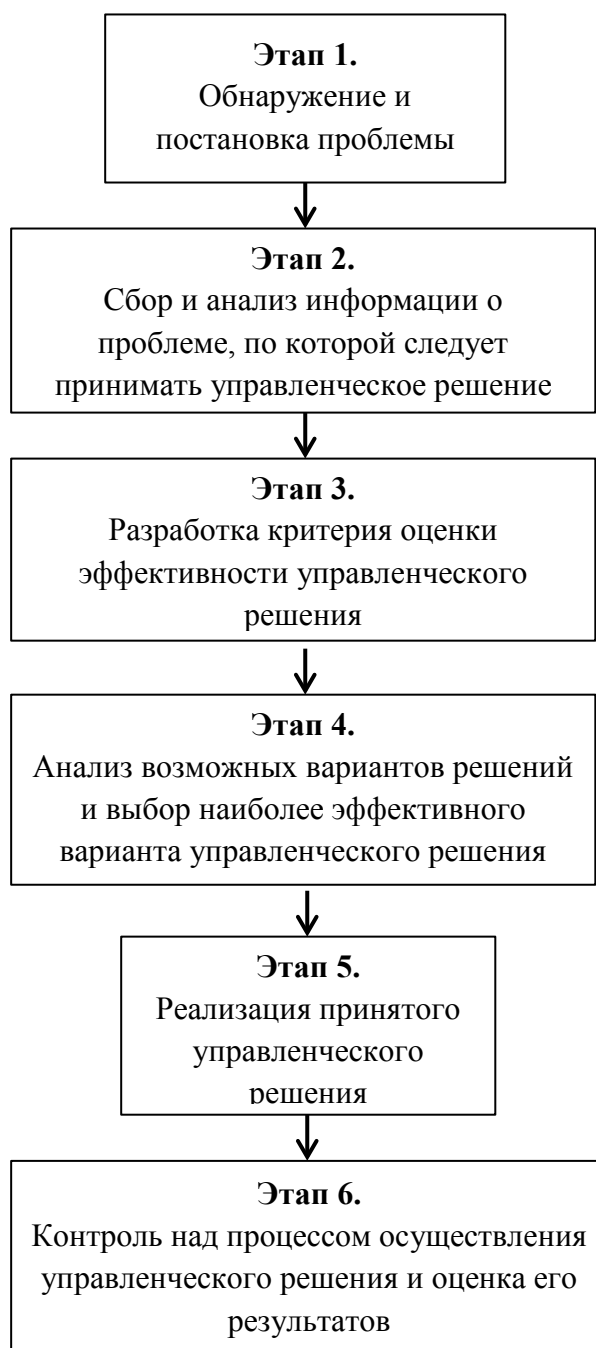 Этап 1.
Обнаружение и
постановка проблемы
Этап 2.
Сбор и анализ информации о
проблеме, по которой следует
принимать управленческое решение
Этап 3.
Разработка критерия оценки
эффективности управленческого
решения
Этап 4.
Анализ возможных вариантов решений
и выбор наиболее эффективного
варианта управленческого решения
Этап 5.
Реализация принятого
управленческого
решения
Этап 6.
Контроль над процессом осуществления
управленческого решения и оценка его
результатов